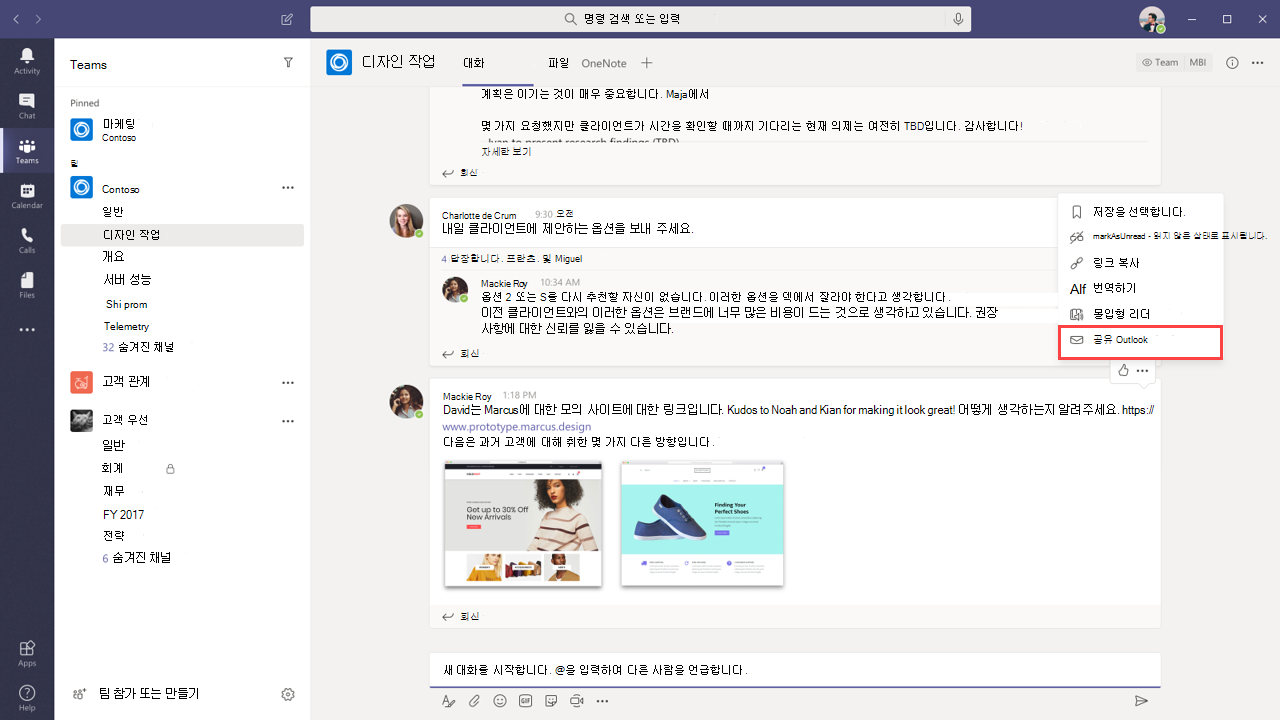 명령 검색 또는 입력
Activity
Chat
Teams
Calendar
Calls
Files
Apps
Help
Teams
Pinned
마케팅
Contoso
팀
Contoso
일반
디자인 작업
개요
서버 성능
Shi prom
Telemetry
32 숨겨진 채널
고객 관계
고객 우선
일반
회계
재무
FY 2017
전략
6 숨겨진 채널
팀 참가 또는 만들기
디자인 작업
대화
파일
OneNote
Team
MBI
계획은 이기는 것이 매우 중요합니다. Maja에서
몇 가지 요청했지만 클라이언트가 시간을 확인할 때까지 기다리는 현재 의제는 여전히 TBD입니다. 감사합니다!
자세한 보기
회신
Charlotte de Crum 9:30 오전
내일 클라이언트에 제안하는 옵션을 보내 주세요.
4 답장합니다. 프랑츠. 및 Miguel
Mackie Roy 10:34 AM
옵션 2 또는 S를 다시 추천할 자신이 없습니다. 이러한 옵션을 덱에서 잘라야 한다고 생각합니다.
이전 클라이언트와의 이러한 옵션은 브랜드에 너무 많은 비용이 드는 것으로 생각하고 있습니다. 권장
사항에 대한 신뢰를 잃을 수 있습니다.
회신
저장을 선택합니다.
markAsUnread - 읽지 않은 상태로 표시됩니다.
링크 복사
Alf 번역하기
몰입형 리더
공유 Outlook
Mackie Roy 1:18 PM
David는 Marcus에 대한 모의 사이트에 대한 링크입니다. Kudos to Noah and Kian for making it look great! 어떻게 생각하는지 알려주세요. https://
www.prototype.marcus.design
다음은 과거 고객에 대해 취한 몇 가지 다른 방향입니다.
Get up to 30% Off
New Arrivals
Finding Your
Perfect Shoes
회신
새 대화를 시작합니다. @을 입력하여 다른 사람을 언급합니다.
GIF